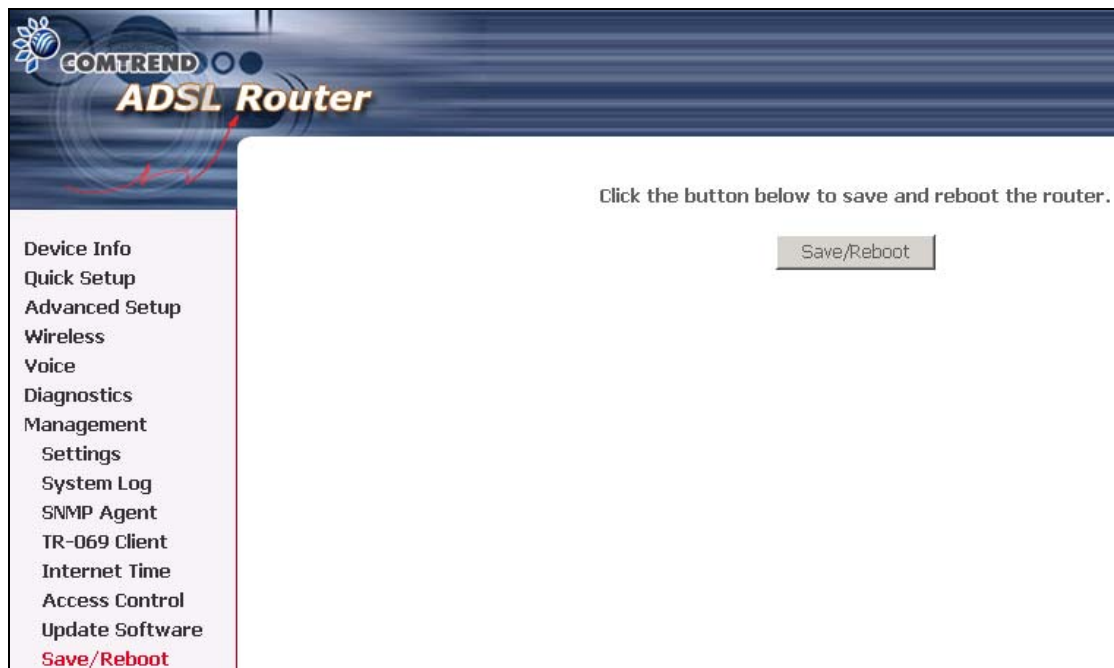 COMTREND
ADSL Router
Click the button below to save and reboot the router.
Save/Reboot
Device Info
Quick Setup
Advanced Setup
Wireless
Voice
Diagnostics
Management
Settings
System Log
SNMP Agent
TR-069 Client
Internet Time
Access Control
Update Software
Save/Reboot